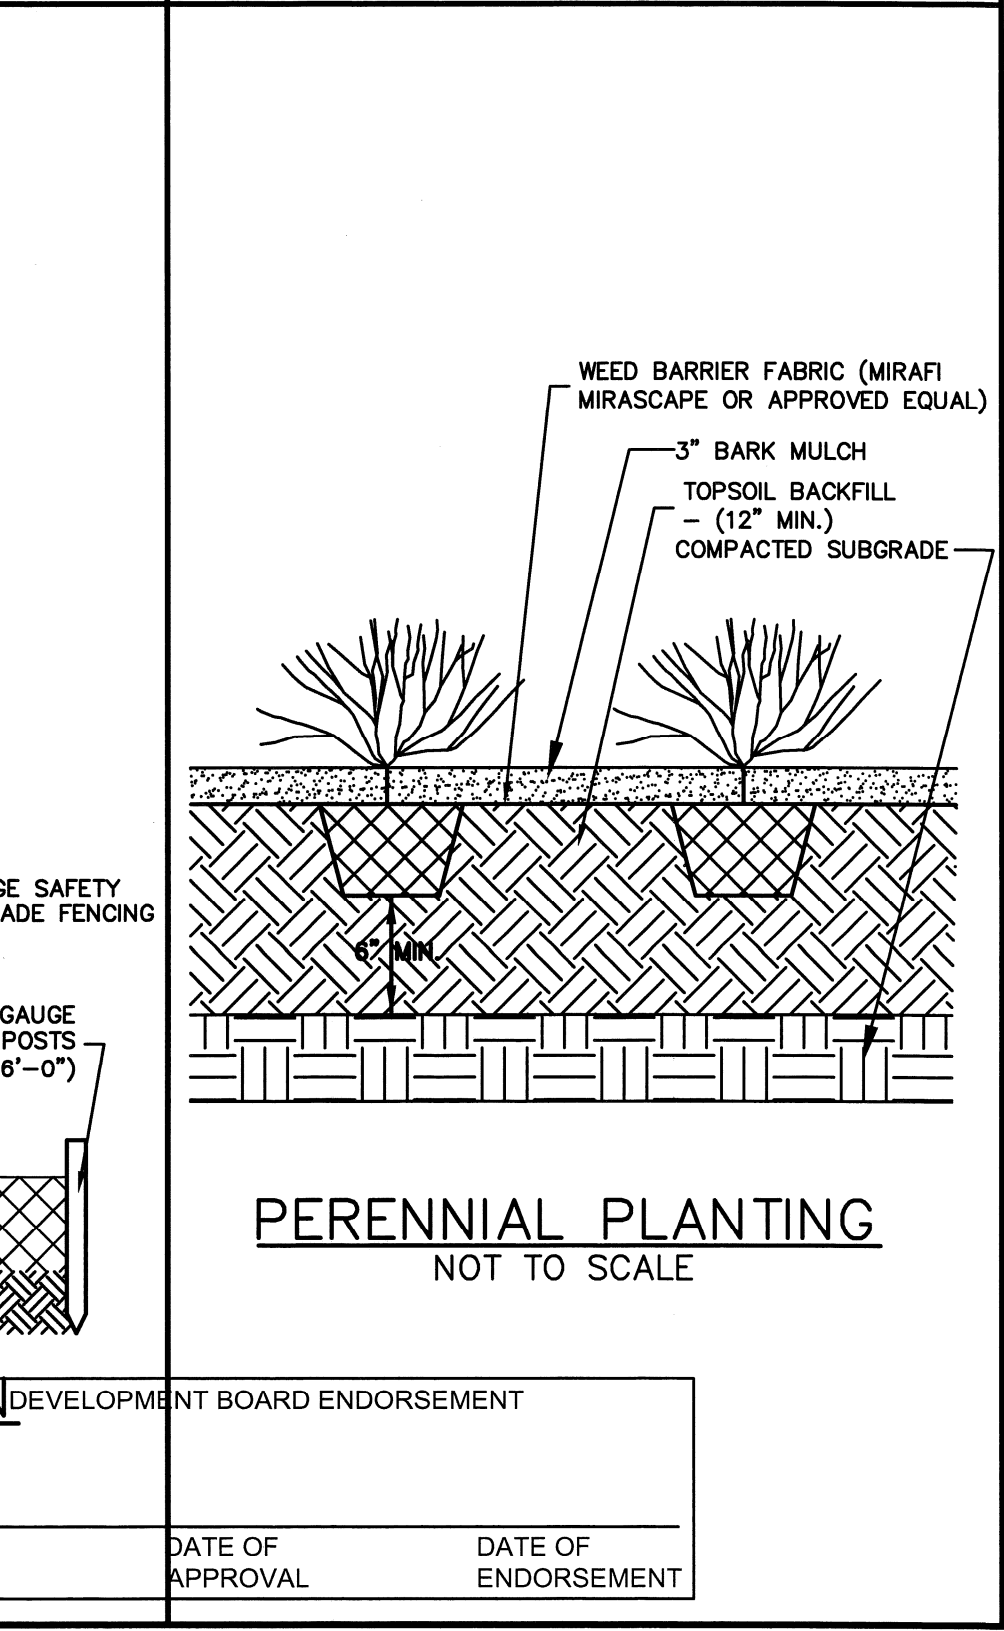 WEED BARRIER FABRIC (MIRAFI
MIRASCAPE OR APPROVED EQUAL)
3" BARK MULCH
TOPSOIL BACKFILL
– (12" MIN.)
COMPACTED SUBGRADE
GE SAFETY
ADE FENCING
6" MIN.
GAUGE
POSTS
6'–0")
PERENNIAL PLANTING
NOT TO SCALE
N
DEVELOPMENT BOARD ENDORSEMENT
DATE OF
APPROVAL
DATE OF
ENDORSEMENT